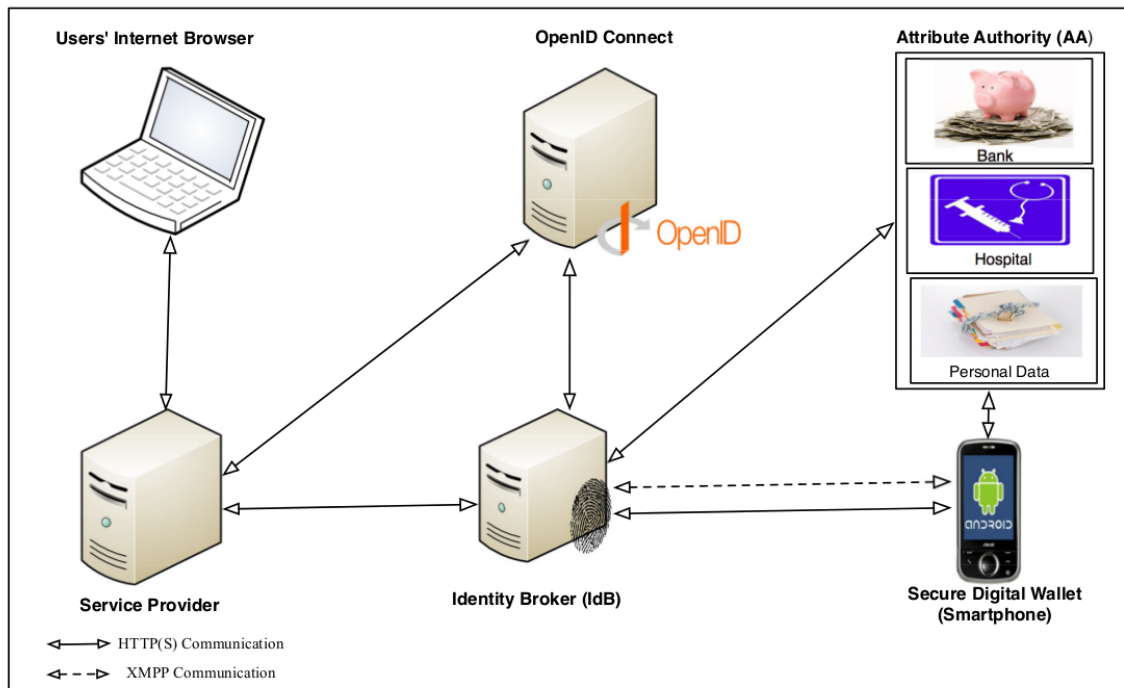 Users' Internet Browser
OpenID Connect
Attribute Authority (AA)
Bank
OpenID
Hospital
Personal Data
ANDROID
Service Provider
Identity Broker (IdB)
Secure Digital Wallet
(Smartphone)
HTTP(S) Communication
XMPP Communication